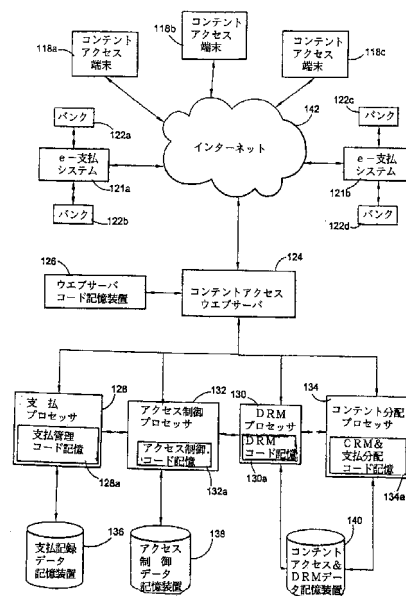 コンテント
アクセス
端末
118a
118b
コンテント
アクセス
端末
コンテント
アクセス
端末
118c
142
インターネット
バンク
122a
e－支払
システム
121a
バンク
122b
122c
バンク
e－支払
システム
121b
バンク
122d
126
ウエブサーバ
コード記憶装置
124
コンテントアクセス
ウエブサーバ
128
支払
プロセッサ
支払管理
コード記憶
128a
132
アクセス制御
プロセッサ
アクセス制御
コード記憶
132a
130
DRM
プロセッサ
DRM
コード記憶
130a
134
コンテント分配
プロセッサ
CRM&
支払分配
コード記憶
134a
136
支払記録
データ
記憶装置
138
アクセス
制御
データ
記憶装置
140
コンテント
アクセス&
DRMデー
タ記憶装置